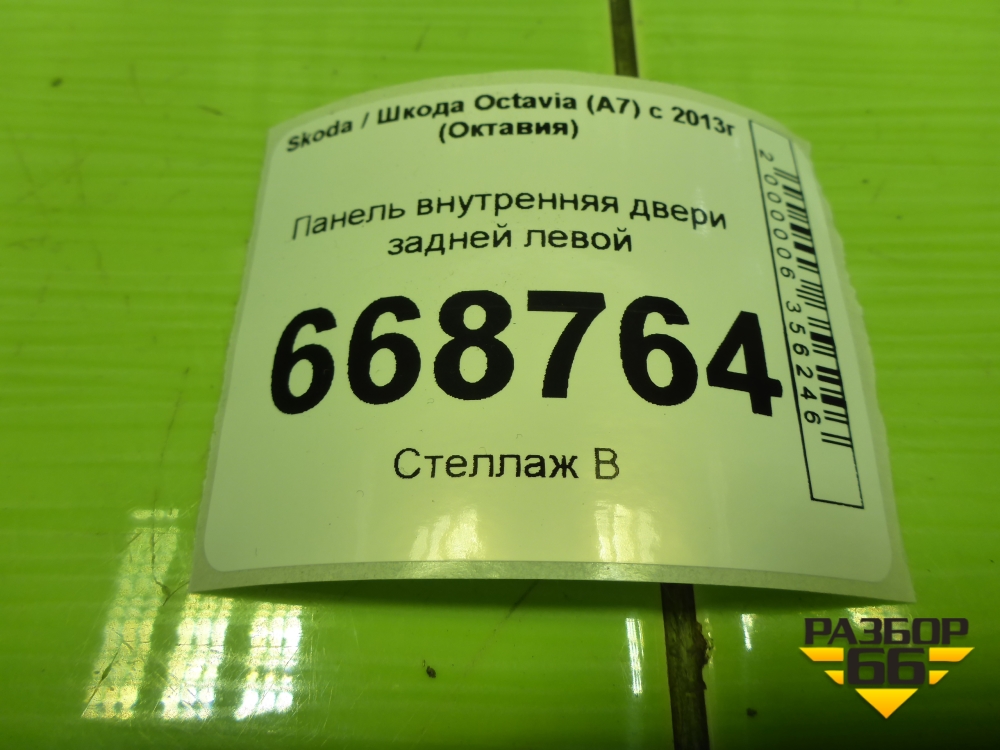 Skoda / Шкода Octavia (A7) с 2013г
(Октавия)
Панель внутренняя двери
задней левой
668764
Стеллаж В
2000006356246
РАЗБОР
66